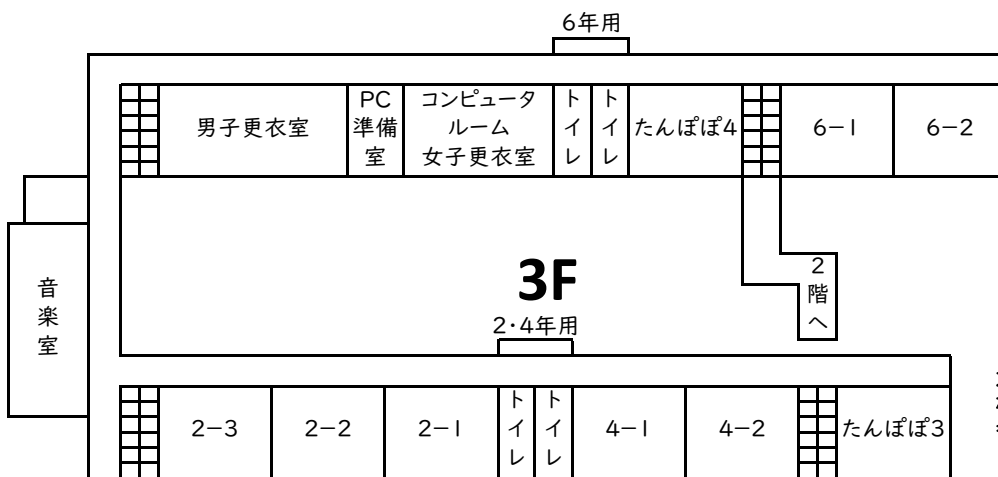 6年用
男子更衣室
PC
準備
室
コンピュータ
ルーム
女子更衣室
トイレ
トイレ
たんぽぽ4
6-1
6-2
音楽室
3F
2階へ
2・4年用
2-3
2-2
2-1
トイレ
トイレ
4-1
4-2
たんぽぽ3